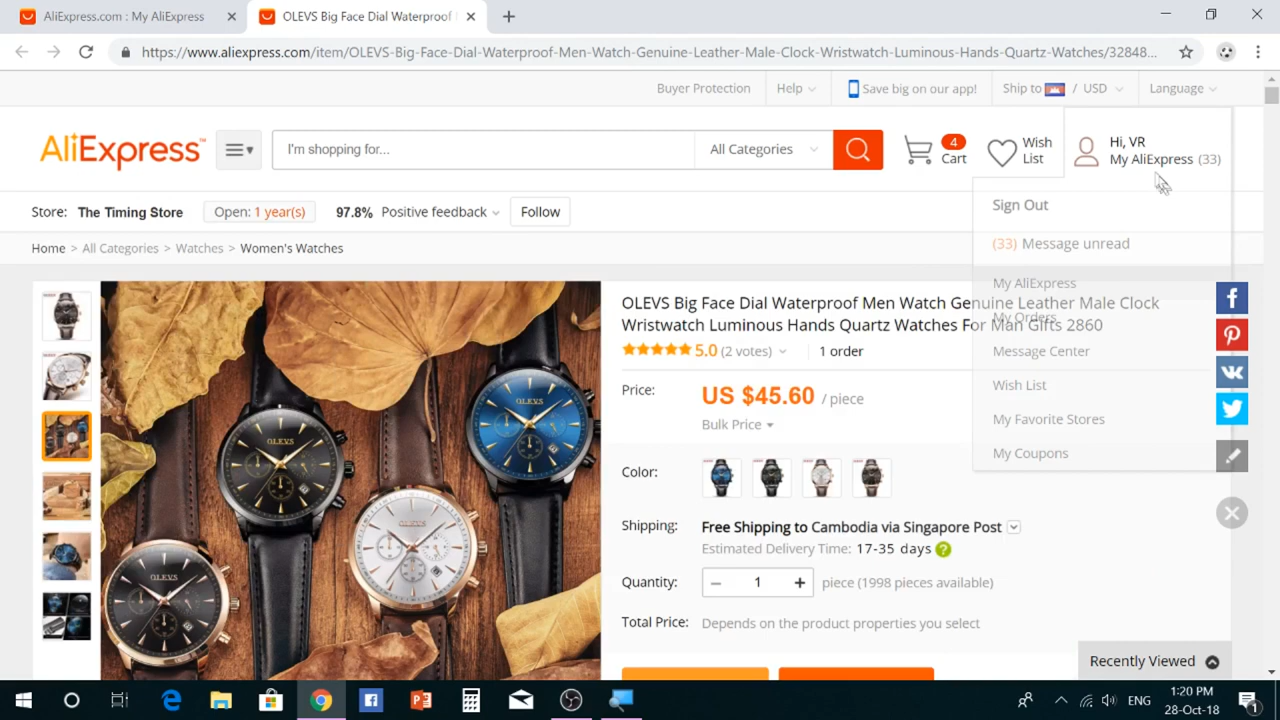 AliExpress.com : My AliExpress
OLEVS Big Face Dial Waterproof
https://www.aliexpress.com/item/OLEVS-Big-Face-Dial-Waterproof-Men-Watch-Genuine-Leather-Male-Clock-Wristwatch-Luminous-Hands-Quartz-Watches/32848...
Buyer Protection
Help
Save big on our app!
Ship to / USD
Language
AliExpress™
I'm shopping for...
All Categories
4
Cart
Wish
List
Hi, VR
My AliExpress (33)
Sign Out
(33) Message unread
My AliExpress
My Orders
Message Center
Wish List
My Favorite Stores
My Coupons
Store: The Timing Store
Open: 1 year(s)
97.8% Positive feedback
Follow
Home > All Categories > Watches > Women's Watches
OLEVS Big Face Dial Waterproof Men Watch Genuine Leather Male Clock
Wristwatch Luminous Hands Quartz Watches For Man Gifts 2860
5.0 (2 votes)
1 order
Price: US $45.60 / piece
Bulk Price
Color:
Shipping: Free Shipping to Cambodia via Singapore Post
Estimated Delivery Time: 17-35 days ?
Quantity: − 1 + piece (1998 pieces available)
Total Price: Depends on the product properties you select
OLEVS
OLEVS
OLEVS
OLEVS
Recently Viewed
ENG
1:20 PM
28-Oct-18
1